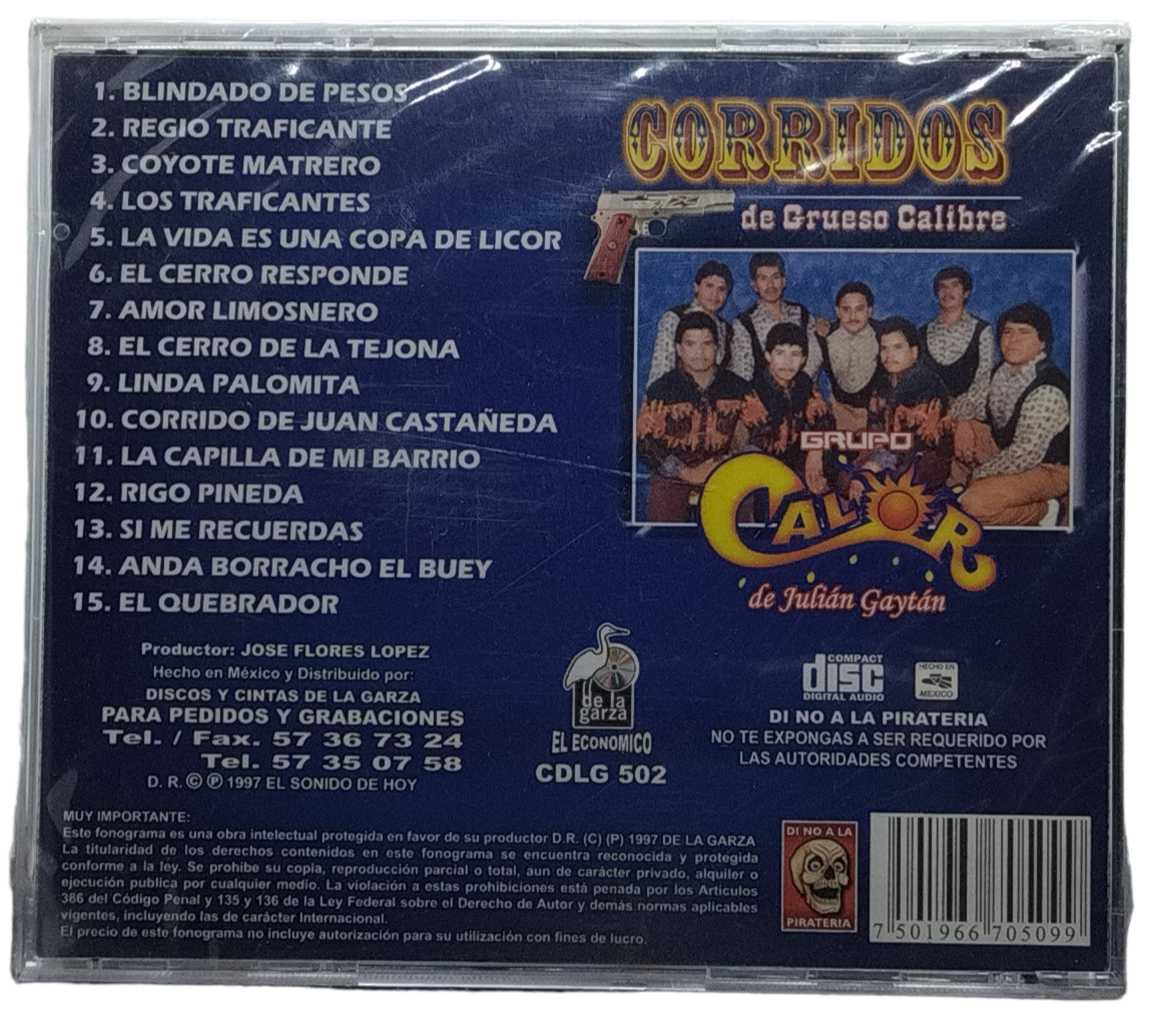 1. BLINDADO DE PESOS
2. REGIO TRAFICANTE
3. COYOTE MATRERO
4. LOS TRAFICANTES
5. LA VIDA ES UNA COPA DE LICOR
6. EL CERRO RESPONDE
7. AMOR LIMOSNERO
8. EL CERRO DE LA TEJONA
9. LINDA PALOMITA
10. CORRIDO DE JUAN CASTAÑEDA
11. LA CAPILLA DE MI BARRIO
12. RIGO PINEDA
13. SI ME RECUERDAS
14. ANDA BORRACHO EL BUEY
15. EL QUEBRADOR
CORRIDOS
de Grueso Calibre
GRUPO
CALOR
de Julián Gaytán
Productor: JOSE FLORES LOPEZ
Hecho en México y Distribuido por:
DISCOS Y CINTAS DE LA GARZA
PARA PEDIDOS Y GRABACIONES
Tel. / Fax. 57 36 73 24
Tel. 57 35 07 58
D. R. © ℗ 1997 EL SONIDO DE HOY
de la
garza
EL ECONOMICO
CDLG 502
COMPACT
disc
DIGITAL AUDIO
HECHO EN
MEXICO
DI NO A LA PIRATERIA
NO TE EXPONGAS A SER REQUERIDO POR
LAS AUTORIDADES COMPETENTES
MUY IMPORTANTE:
Este fonograma es una obra intelectual protegida en favor de su productor D.R. (C) (P) 1997 DE LA GARZA
La titularidad de los derechos contenidos en este fonograma se encuentra reconocida y protegida
conforme a la ley. Se prohibe su copia, reproducción parcial o total, aun de carácter privado, alquiler o
ejecución publica por cualquier medio. La violación a estas prohibiciones está penada por los Articulos
386 del Código Penal y 135 y 136 de la Ley Federal sobre el Derecho de Autor y demás normas aplicables
vigentes, incluyendo las de carácter Internacional.
El precio de este fonograma no incluye autorización para su utilización con fines de lucro.
DI NO A LA
PIRATERIA
7 501966 705099